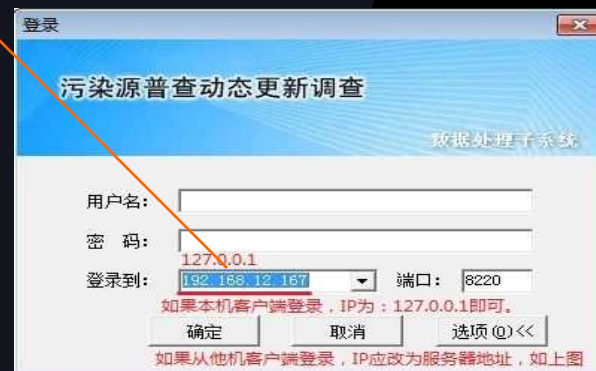 登录
污染源普查动态更新调查
数据处理子系统
用户名：
密 码：
127.0.0.1
登录到： 192.168.12.167 端口： 8220
如果本机客户端登录，IP为：127.0.0.1即可。
确定 取消 选项(O)<<
如果从他机客户端登录，IP应改为服务器地址，如上图